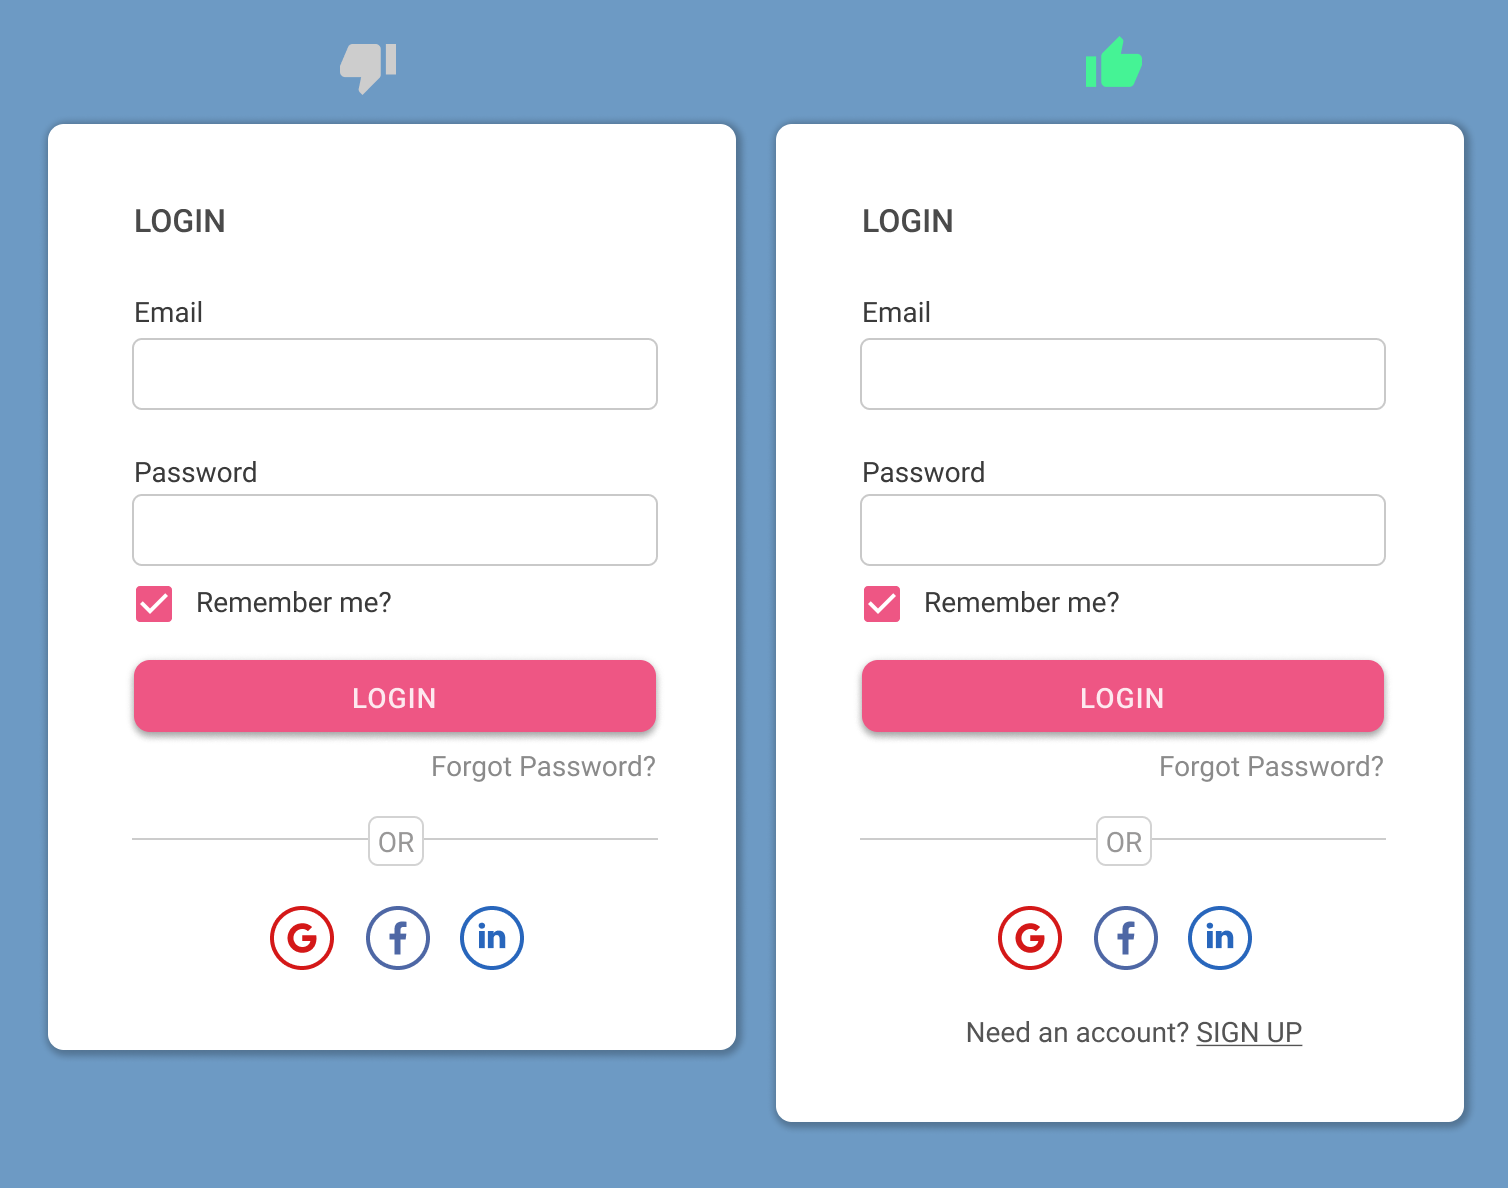 LOGIN
Email
Password
Remember me?
LOGIN
Forgot Password?
OR
G f in
LOGIN
Email
Password
Remember me?
LOGIN
Forgot Password?
OR
G f in
Need an account? SIGN UP